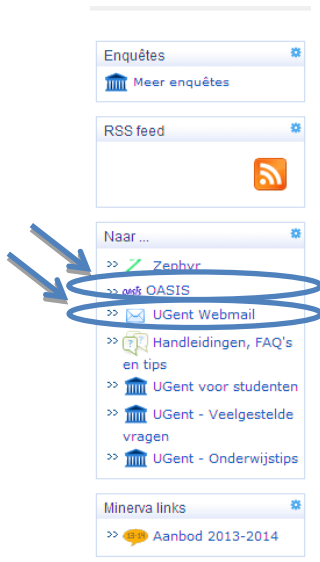 Enquêtes
Meer enquêtes
RSS feed
Naar ...
>> Zephyr
>> oasis OASIS
>> UGent Webmail
>> Handleidingen, FAQ's
en tips
>> UGent voor studenten
>> UGent - Veelgestelde
vragen
>> UGent - Onderwijstips
Minerva links
>> 13-14 Aanbod 2013-2014